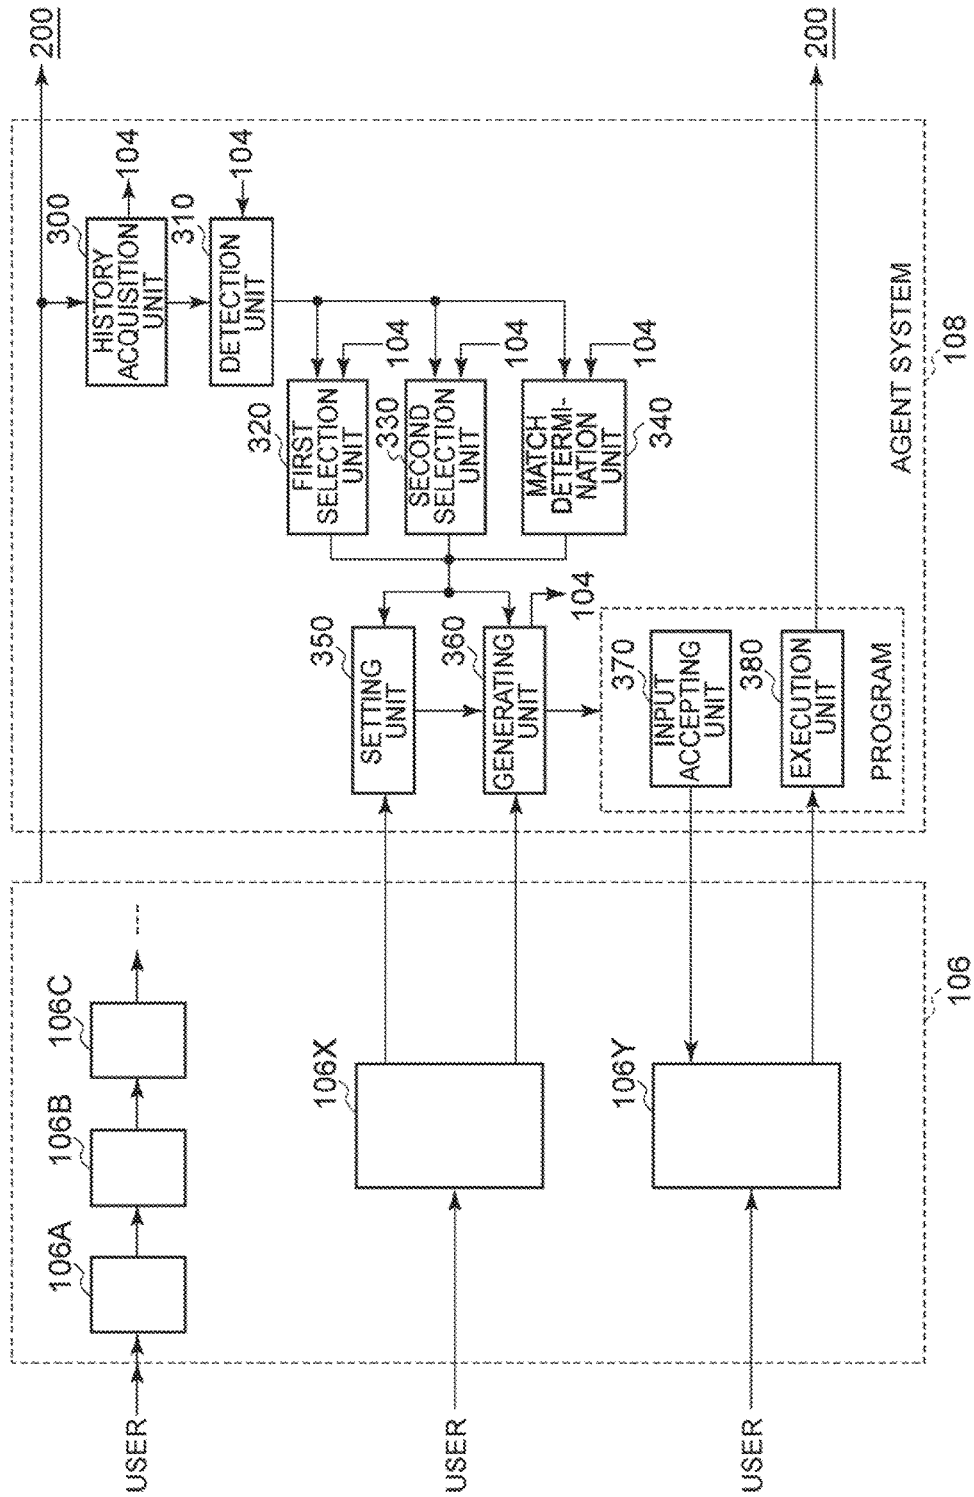 USER
106A
106B
106C
USER
106X
USER
106Y
106
200
300
HISTORY
ACQUISITION
UNIT
104
310
DETECTION
UNIT
104
320
FIRST
SELECTION
UNIT
104
330
SECOND
SELECTION
UNIT
104
340
MATCH
DETERMI-
NATION
UNIT
104
350
SETTING
UNIT
360
GENERATING
UNIT
104
370
INPUT
ACCEPTING
UNIT
380
EXECUTION
UNIT
PROGRAM
200
AGENT SYSTEM
108